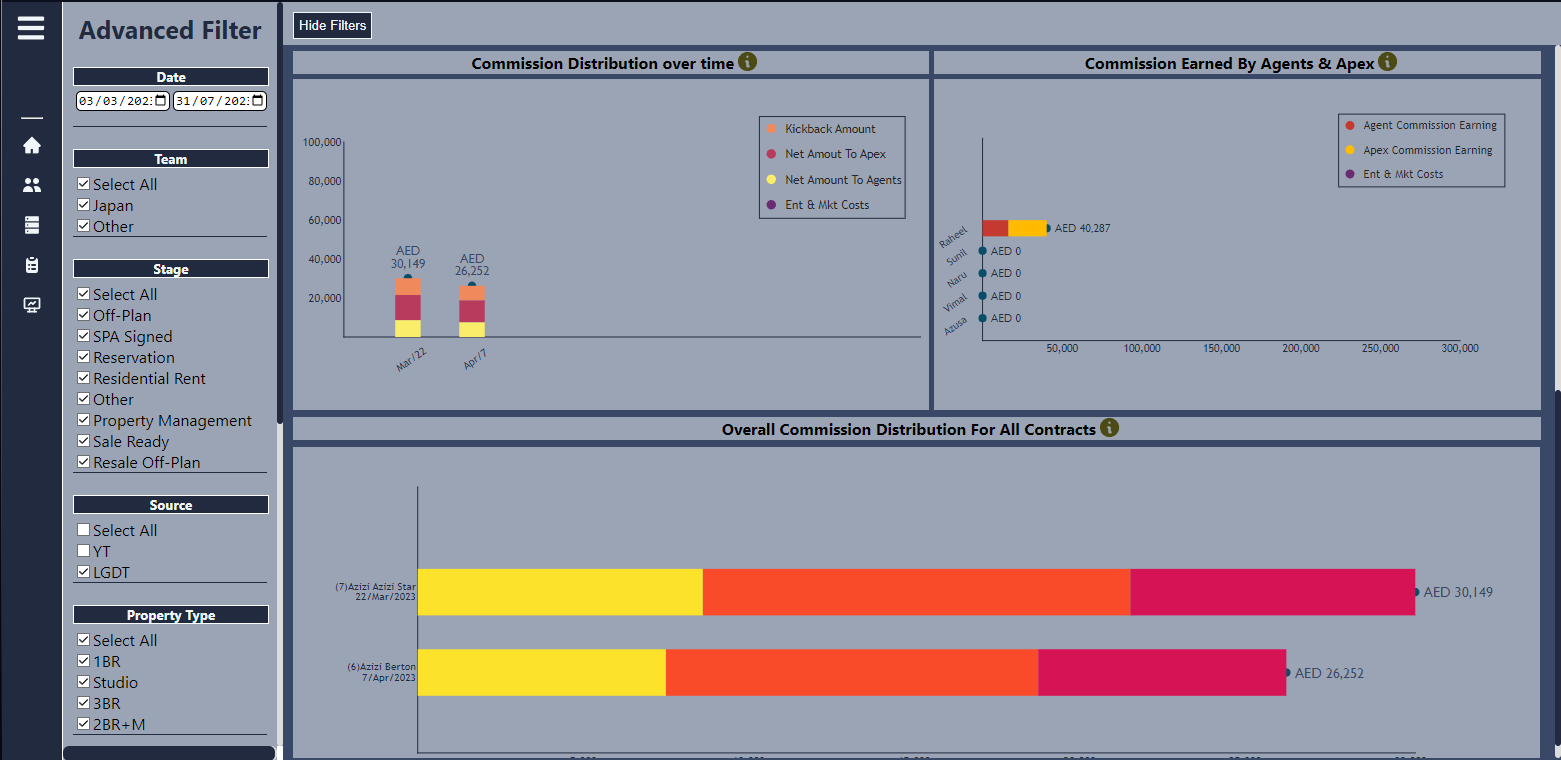 Advanced Filter
Date
03/03/202
31/07/202
Team
Select All
Japan
Other
Stage
Select All
Off-Plan
SPA Signed
Reservation
Residential Rent
Other
Property Management
Sale Ready
Resale Off-Plan
Source
Select All
YT
LGDT
Property Type
Select All
1BR
Studio
3BR
2BR+M
Hide Filters
Commission Distribution over time
100,000
80,000
60,000
40,000
20,000
Kickback Amount
Net Amout To Apex
Net Amount To Agents
Ent & Mkt Costs
AED
30,149
AED
26,252
Mar/22
Apr/7
Commission Earned By Agents & Apex
Agent Commission Earning
Apex Commission Earning
Ent & Mkt Costs
Raheel
AED 40,287
Sunil
AED 0
Naru
AED 0
Vimal
AED 0
Azusa
AED 0
50,000
100,000
150,000
200,000
250,000
300,000
Overall Commission Distribution For All Contracts
(7)Azizi Azizi Star
22/Mar/2023
AED 30,149
(6)Azizi Berton
7/Apr/2023
AED 26,252